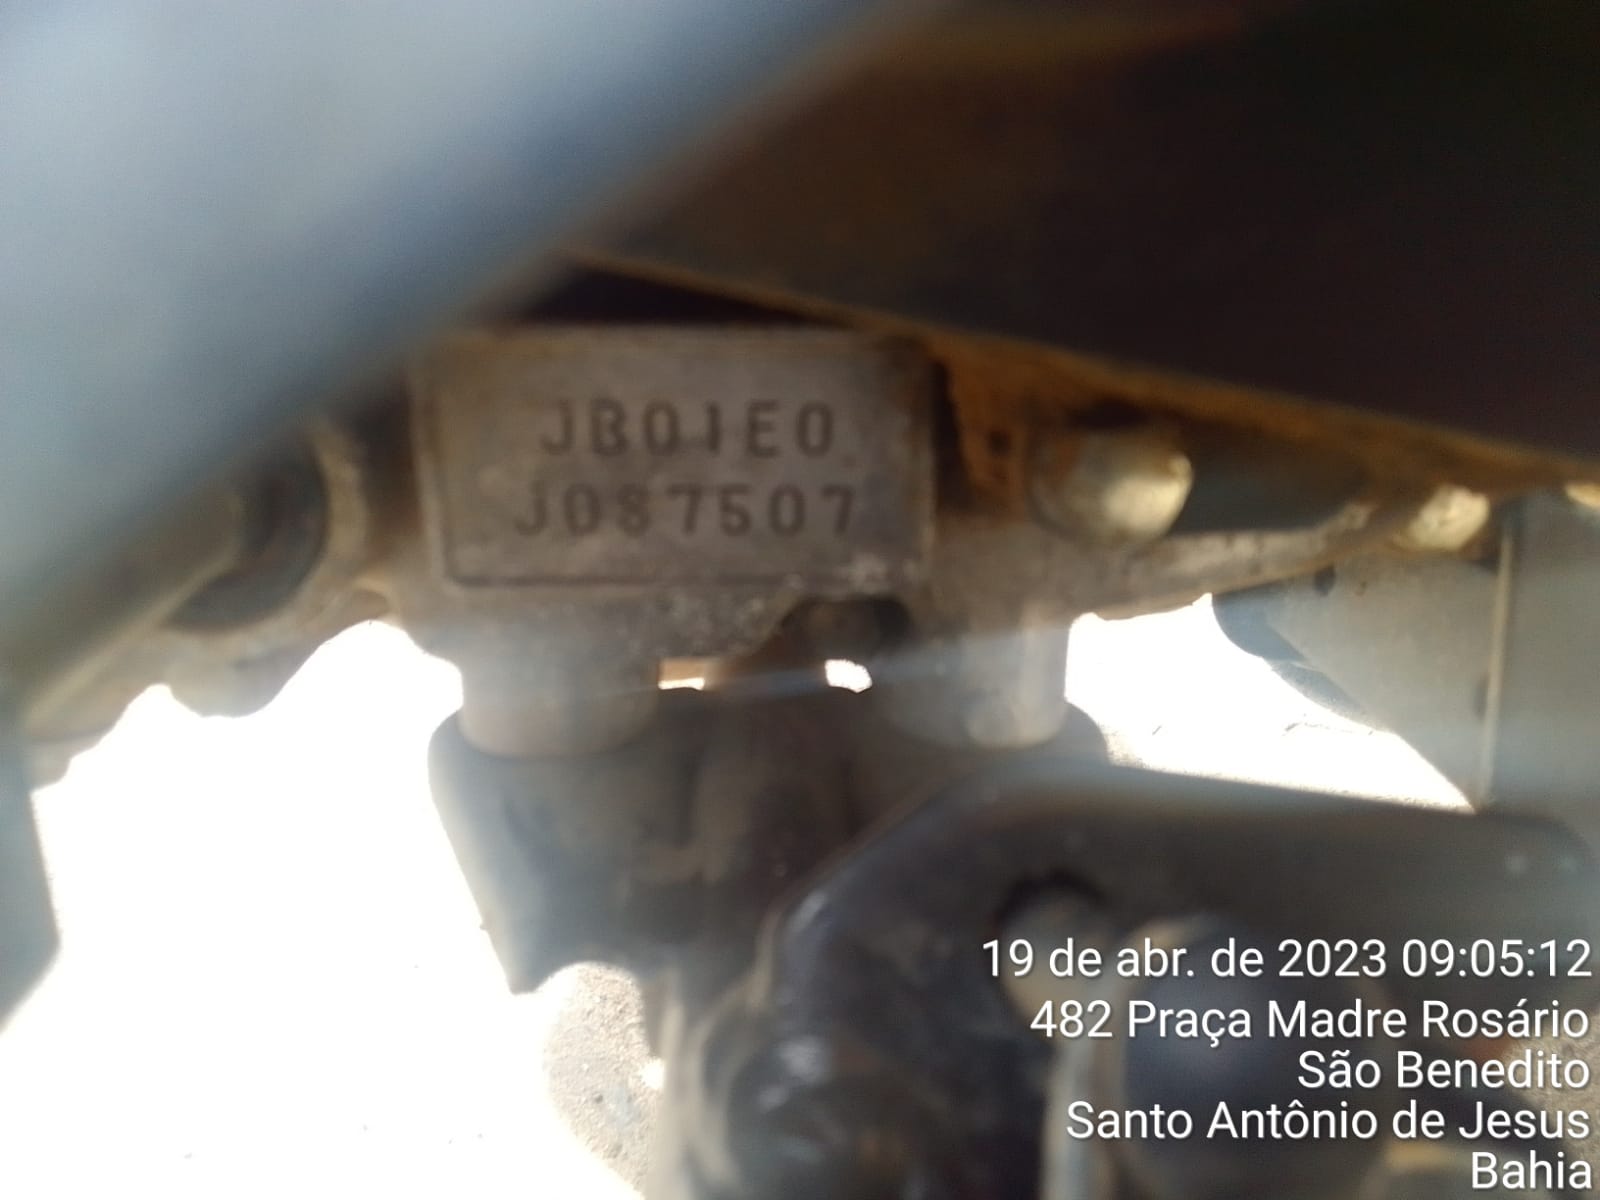 JB01E0
J087507
19 de abr. de 2023 09:05:12
482 Praça Madre Rosário
São Benedito
Santo Antônio de Jesus
Bahia